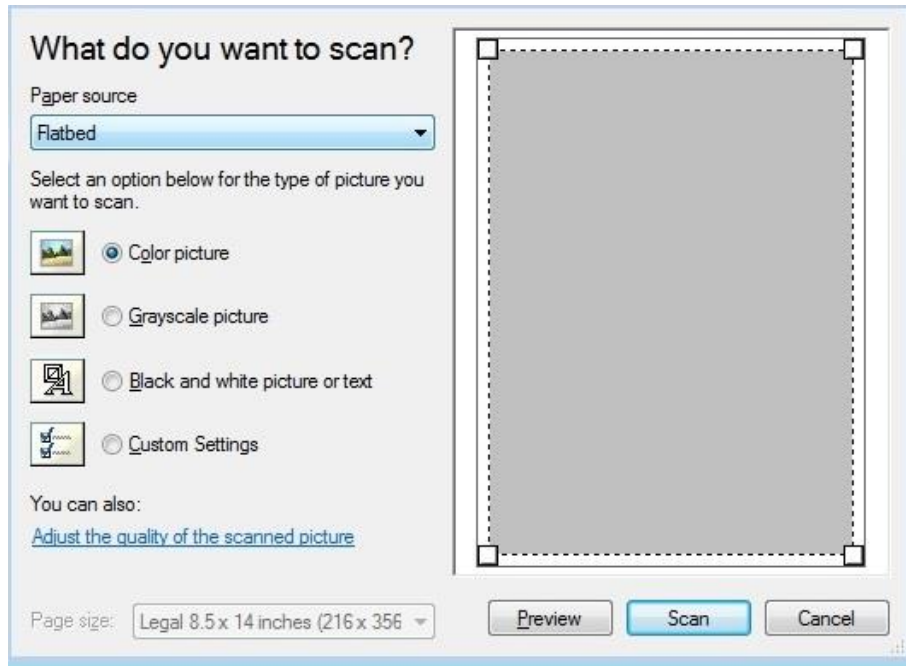 What do you want to scan?
Paper source
Flatbed
Select an option below for the type of picture you
want to scan.
Color picture
Grayscale picture
Black and white picture or text
Custom Settings
You can also:
Adjust the quality of the scanned picture
Page size: Legal 8.5 x 14 inches (216 x 356
Preview Scan Cancel